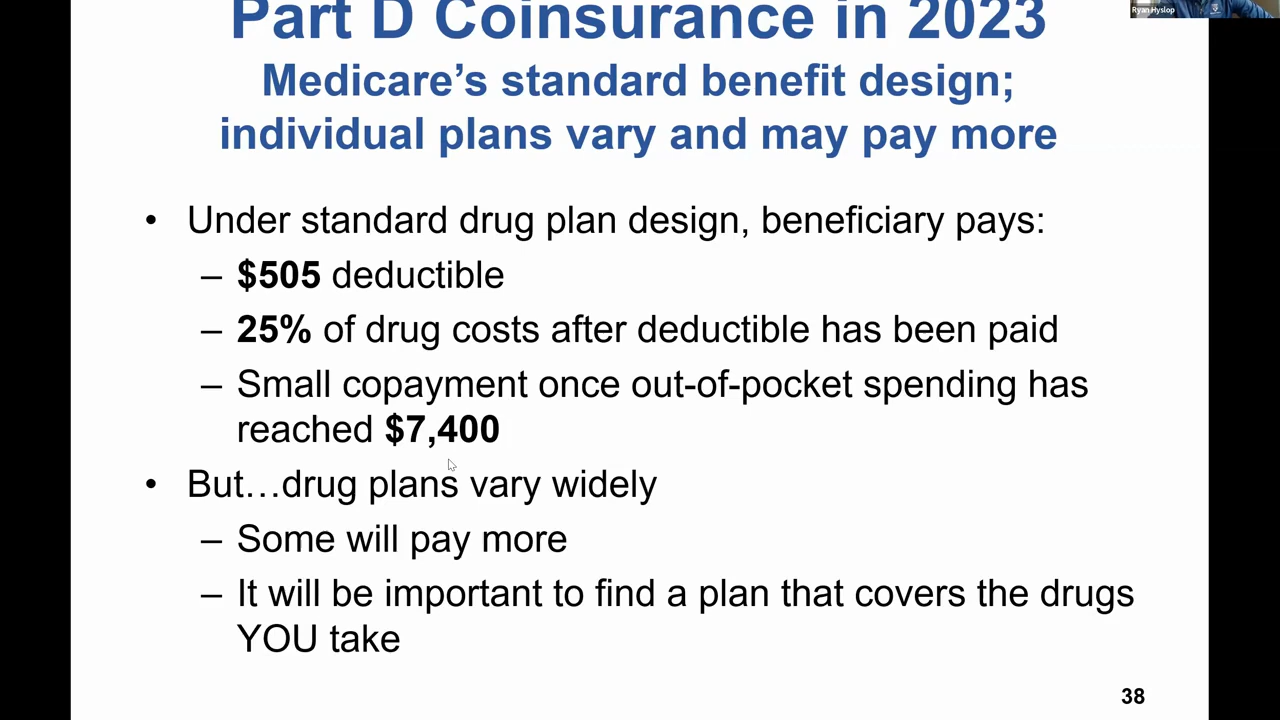 Ryan Hyslop
Part D Coinsurance in 2023
Medicare’s standard benefit design;
individual plans vary and may pay more
• Under standard drug plan design, beneficiary pays:
– $505 deductible
– 25% of drug costs after deductible has been paid
– Small copayment once out-of-pocket spending has
reached $7,400
• But…drug plans vary widely
– Some will pay more
– It will be important to find a plan that covers the drugs
YOU take
38